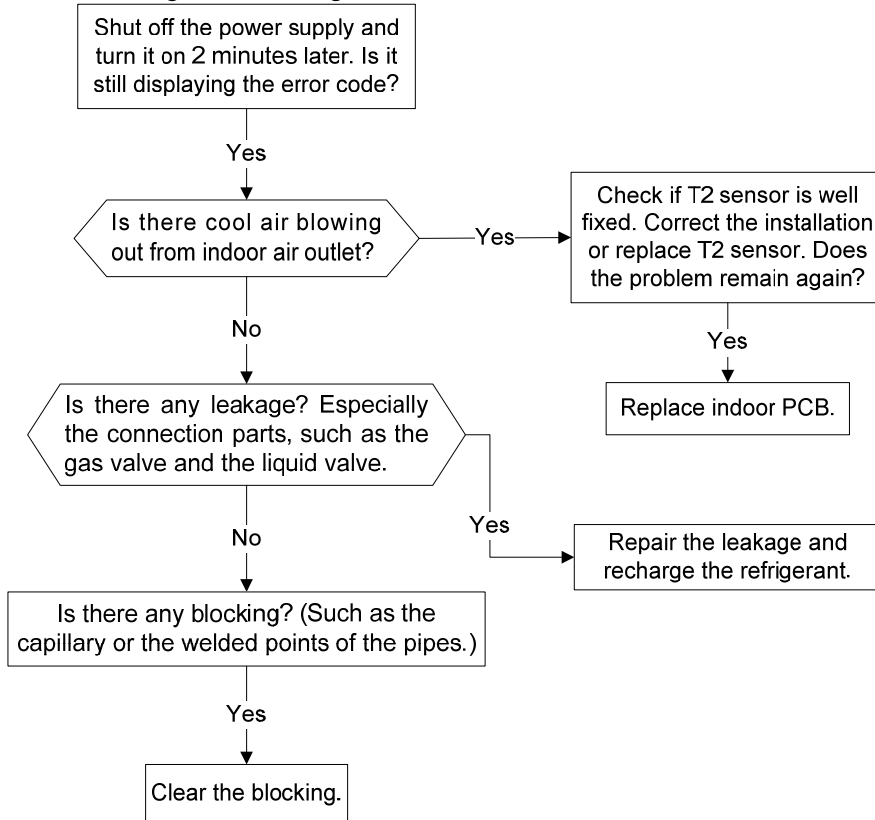 Shut off the power supply and
turn it on 2 minutes later. Is it
still displaying the error code?
Yes
Is there cool air blowing
out from indoor air outlet?
Yes
Check if T2 sensor is well
fixed. Correct the installation
or replace T2 sensor. Does
the problem remain again?
Yes
Replace indoor PCB.
No
Is there any leakage? Especially
the connection parts, such as the
gas valve and the liquid valve.
Yes
Repair the leakage and
recharge the refrigerant.
No
Is there any blocking? (Such as the
capillary or the welded points of the pipes.)
Yes
Clear the blocking.